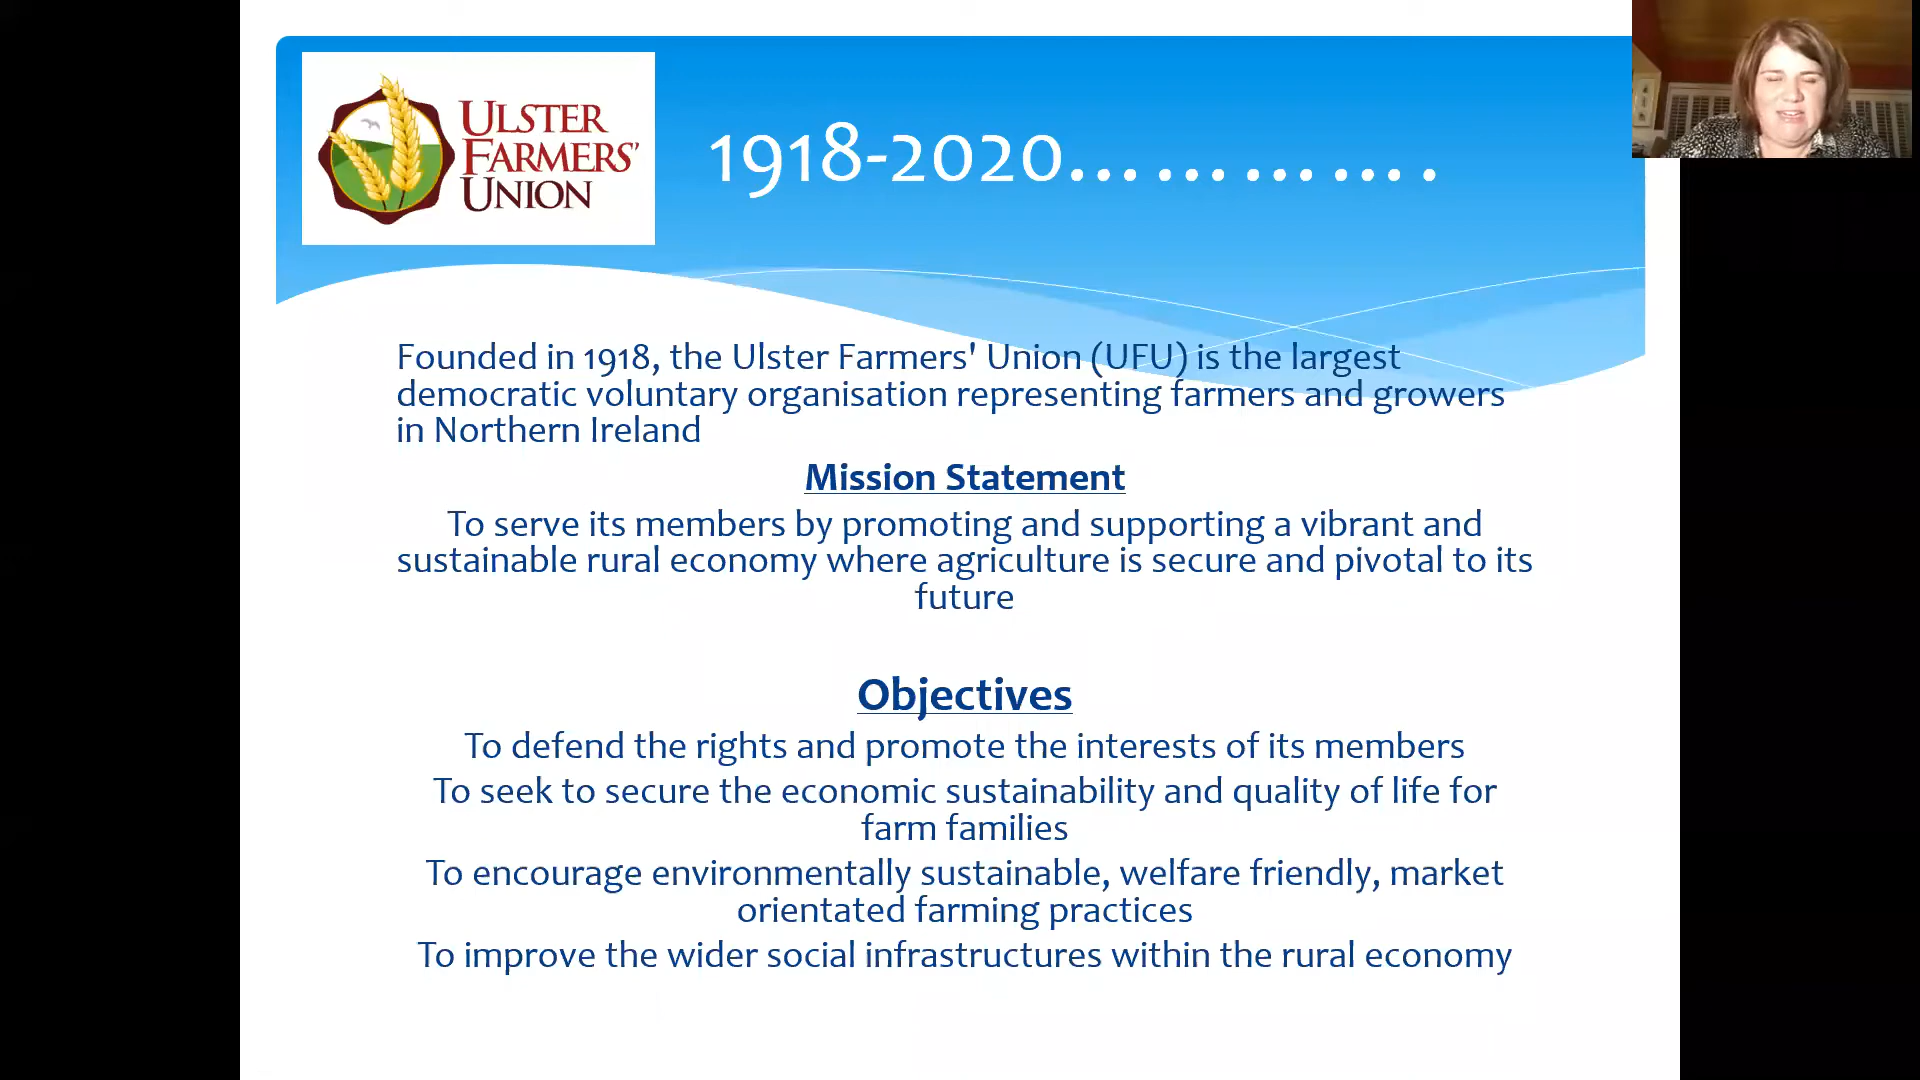 ULSTER
FARMERS'
UNION
1918-2020………….
Founded in 1918, the Ulster Farmers' Union (UFU) is the largest
democratic voluntary organisation representing farmers and growers
in Northern Ireland
Mission Statement
To serve its members by promoting and supporting a vibrant and
sustainable rural economy where agriculture is secure and pivotal to its
future
Objectives
To defend the rights and promote the interests of its members
To seek to secure the economic sustainability and quality of life for
farm families
To encourage environmentally sustainable, welfare friendly, market
orientated farming practices
To improve the wider social infrastructures within the rural economy